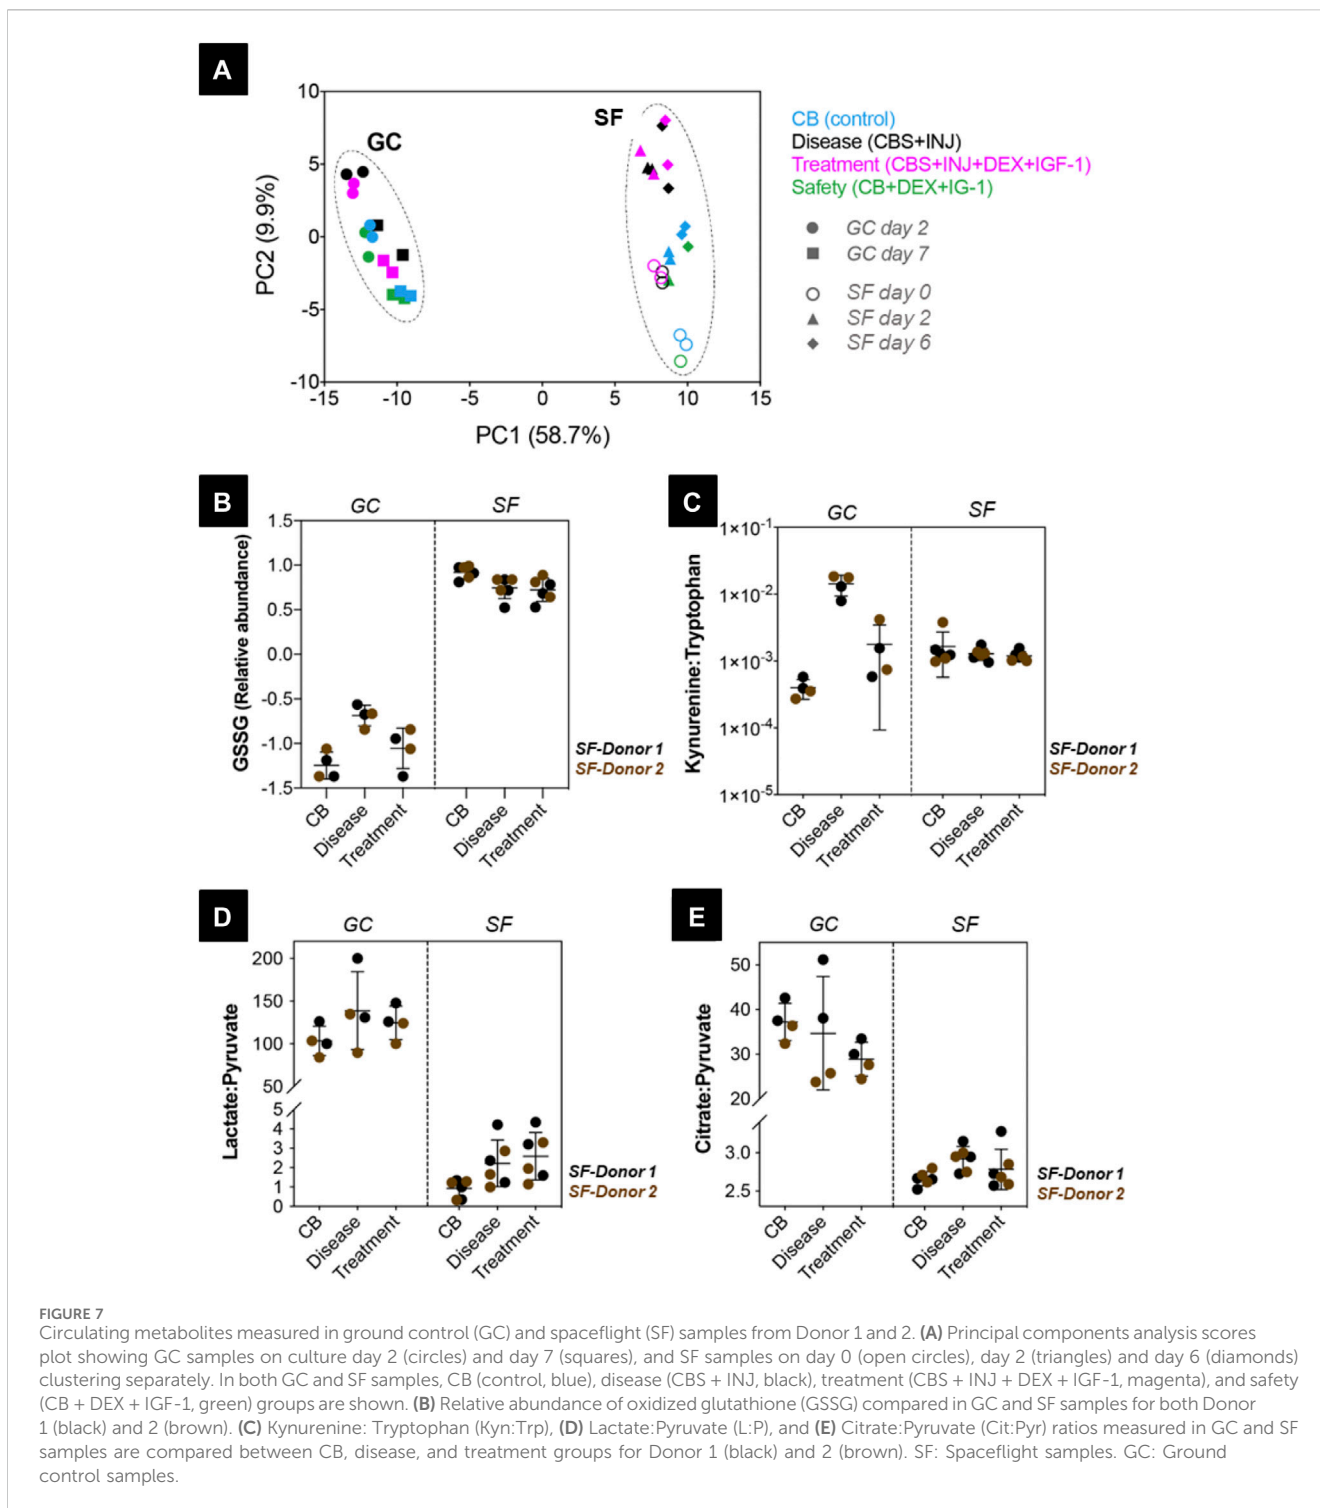 A
10
5
0
-5
-10
PC2 (9.9%)
GC
SF
-15
-10
-5
0
5
10
15
PC1 (58.7%)
CB (control)
Disease (CBS+INJ)
Treatment (CBS+INJ+DEX+IGF-1)
Safety (CB+DEX+IG-1)
GC day 2
GC day 7
SF day 0
SF day 2
SF day 6
B
GC
SF
GSSG (Relative abundance)
1.5
1.0
0.5
0.0
-0.5
-1.0
-1.5
CB
Disease
Treatment
CB
Disease
Treatment
SF-Donor 1
SF-Donor 2
C
GC
SF
Kynurenine:Tryptophan
1×10⁻¹
1×10⁻²
1×10⁻³
1×10⁻⁴
1×10⁻⁵
CB
Disease
Treatment
CB
Disease
Treatment
SF-Donor 1
SF-Donor 2
D
GC
SF
Lactate:Pyruvate
200
150
100
50
5
4
3
2
1
0
CB
Disease
Treatment
CB
Disease
Treatment
SF-Donor 1
SF-Donor 2
E
GC
SF
Citrate:Pyruvate
50
40
30
20
3.0
2.5
CB
Disease
Treatment
CB
Disease
Treatment
SF-Donor 1
SF-Donor 2
FIGURE 7
Circulating metabolites measured in ground control (GC) and spaceflight (SF) samples from Donor 1 and 2. (A) Principal components analysis scores
plot showing GC samples on culture day 2 (circles) and day 7 (squares), and SF samples on day 0 (open circles), day 2 (triangles) and day 6 (diamonds)
clustering separately. In both GC and SF samples, CB (control, blue), disease (CBS + INJ, black), treatment (CBS + INJ + DEX + IGF-1, magenta), and safety
(CB + DEX + IGF-1, green) groups are shown. (B) Relative abundance of oxidized glutathione (GSSG) compared in GC and SF samples for both Donor
1 (black) and 2 (brown). (C) Kynurenine: Tryptophan (Kyn:Trp), (D) Lactate:Pyruvate (L:P), and (E) Citrate:Pyruvate (Cit:Pyr) ratios measured in GC and SF
samples are compared between CB, disease, and treatment groups for Donor 1 (black) and 2 (brown). SF: Spaceflight samples. GC: Ground
control samples.